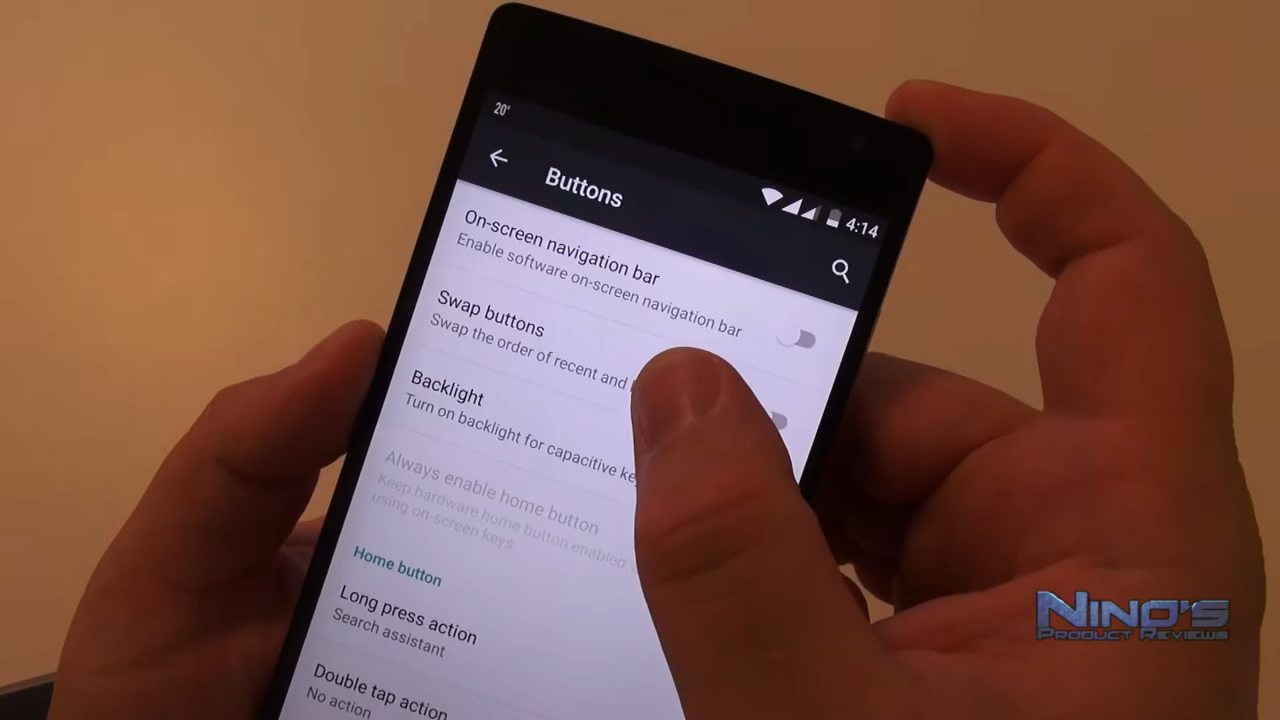 20°
4:14
Buttons
On-screen navigation bar
Enable software on-screen navigation bar
Swap buttons
Swap the order of recent and
Backlight
Turn on backlight for capacitive
Always enable home button
Keep hardware home button enabled
using on-screen keys
Home button
Long press action
Search assistant
Double tap action
No action
NINO'S
PRODUCT REVIEWS